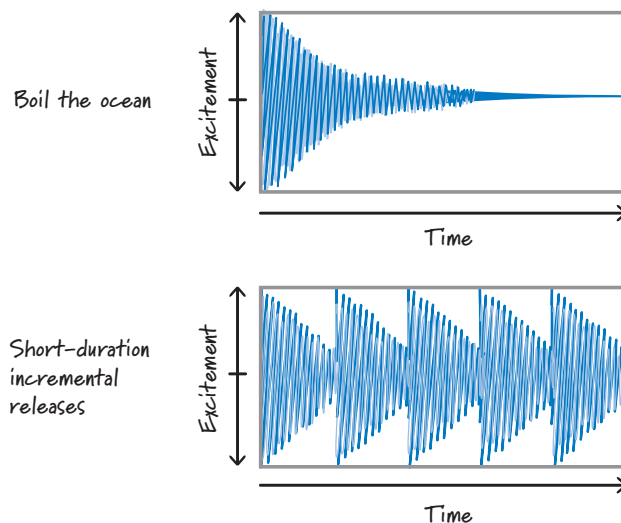 Boil the ocean
Excitement
Time
Short-duration
incremental
releases
Excitement
Time